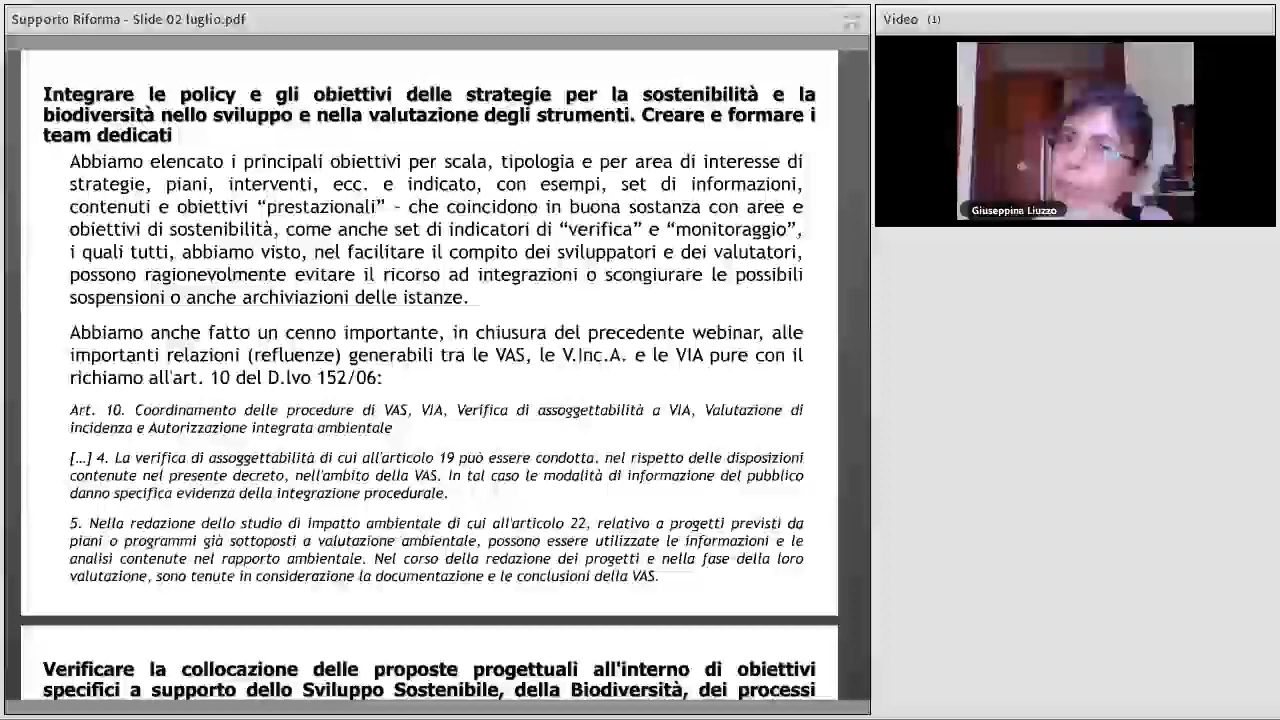 Supporto Riforma - Slide 02 luglio.pdf
Video (1)
Integrare le policy e gli obiettivi delle strategie per la sostenibilità e la
biodiversità nello sviluppo e nella valutazione degli strumenti. Creare e formare i
team dedicati
Abbiamo elencato i principali obiettivi per scala, tipologia e per area di interesse di
strategie, piani, interventi, ecc. e indicato, con esempi, set di informazioni,
contenuti e obiettivi “prestazionali” - che coincidono in buona sostanza con aree e
obiettivi di sostenibilità, come anche set di indicatori di “verifica” e “monitoraggio”,
i quali tutti, abbiamo visto, nel facilitare il compito dei sviluppatori e dei valutatori,
possono ragionevolmente evitare il ricorso ad integrazioni o scongiurare le possibili
sospensioni o anche archiviazioni delle istanze.
Abbiamo anche fatto un cenno importante, in chiusura del precedente webinar, alle
importanti relazioni (refluenze) generabili tra le VAS, le V.Inc.A. e le VIA pure con il
richiamo all'art. 10 del D.lvo 152/06:
Art. 10. Coordinamento delle procedure di VAS, VIA, Verifica di assoggettabilità a VIA, Valutazione di
incidenza e Autorizzazione integrata ambientale
[…] 4. La verifica di assoggettabilità di cui all'articolo 19 può essere condotta, nel rispetto delle disposizioni
contenute nel presente decreto, nell'ambito della VAS. In tal caso le modalità di informazione del pubblico
danno specifica evidenza della integrazione procedurale.
5. Nella redazione dello studio di impatto ambientale di cui all'articolo 22, relativo a progetti previsti da
piani o programmi già sottoposti a valutazione ambientale, possono essere utilizzate le informazioni e le
analisi contenute nel rapporto ambientale. Nel corso della redazione dei progetti e nella fase della loro
valutazione, sono tenute in considerazione la documentazione e le conclusioni della VAS.
Verificare la collocazione delle proposte progettuali all'interno di obiettivi
specifici a supporto dello Sviluppo Sostenibile, della Biodiversità, dei processi
Giuseppina Liuzzo